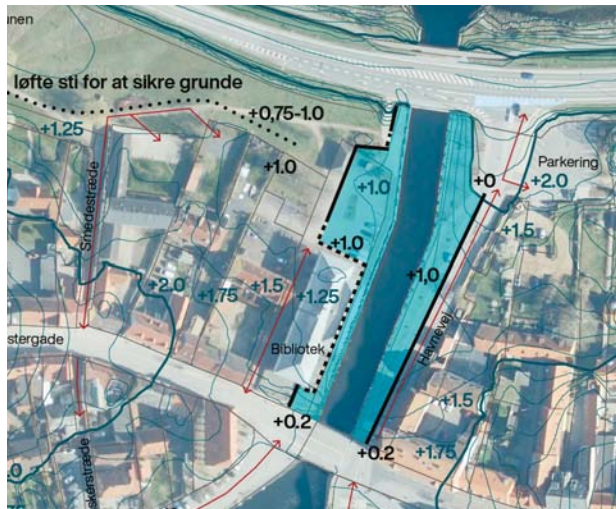 unen
løfte sti for at sikre grunde
+1.25
+0,75-1.0
+1.0
Smedestræde
+1.0
+0
Parkering
+2.0
+1.5
+1.0
+1,0
+2.0
+1.75
+1.5
+1.25
Havnevej
Bibliotek
stergade
+0.2
+0.2
+1.5
+1.75
skerstræde